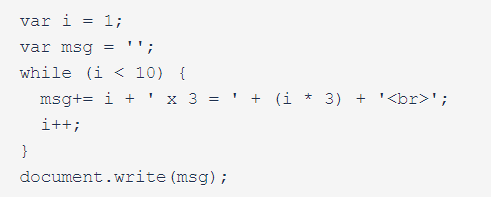 var i = 1;
var msg = '';
while (i < 10) {
  msg+= i + ' x 3 = ' + (i * 3) + '<br>';
  i++;
}
document.write(msg);